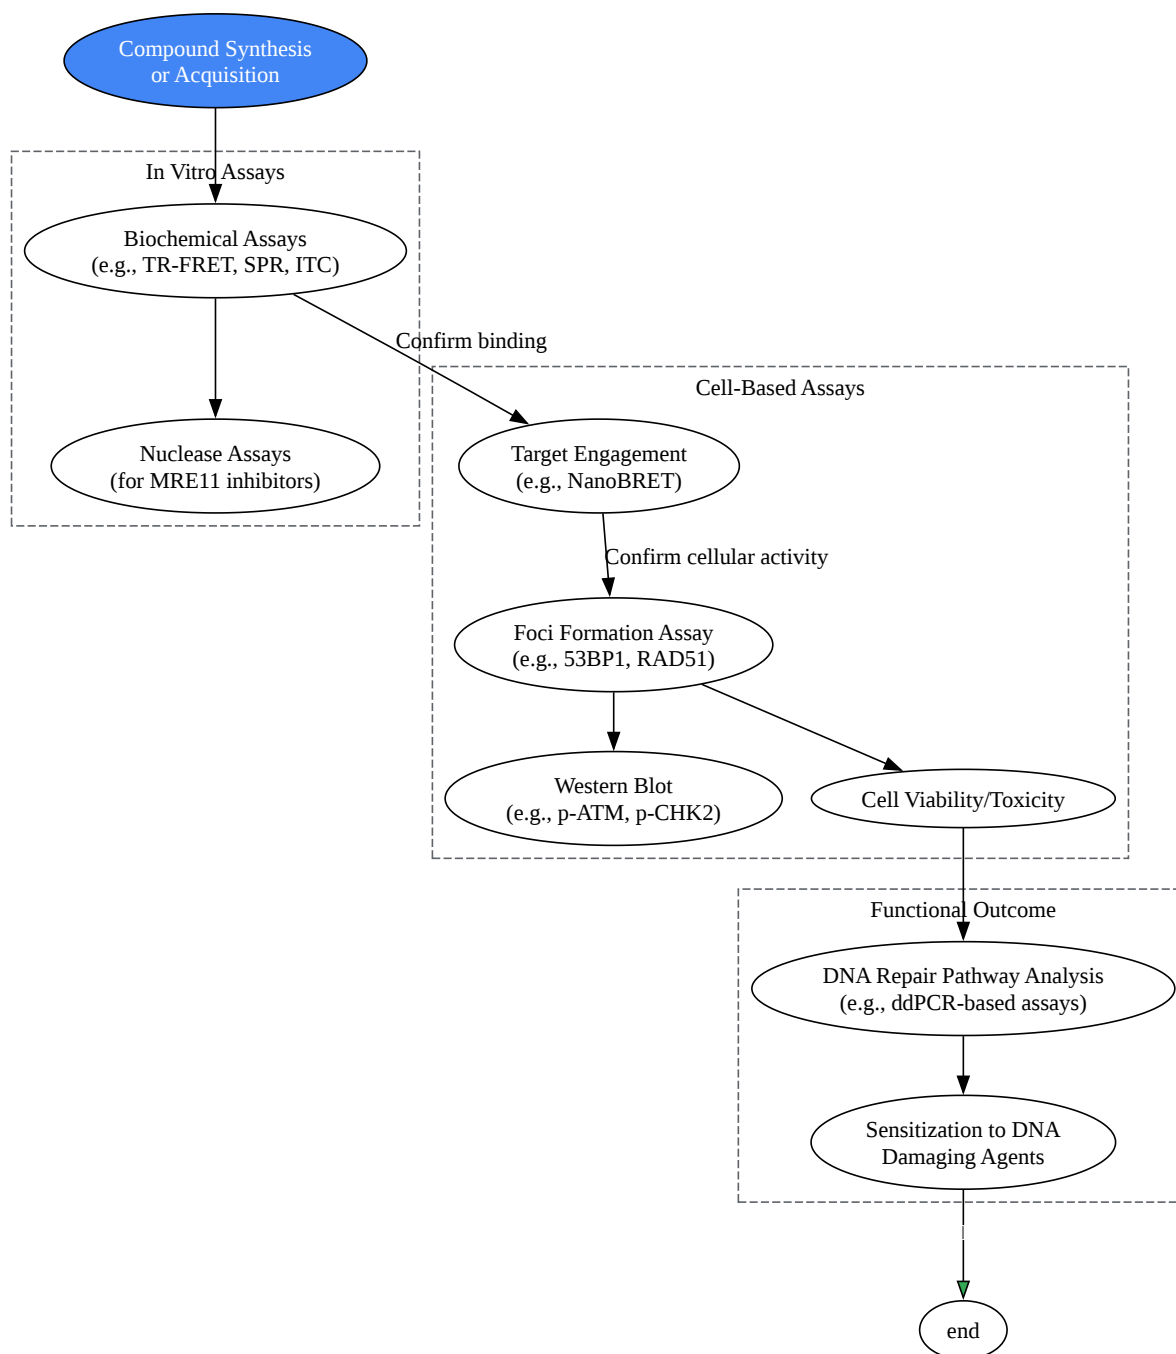 Compound Synthesis
or Acquisition
In Vitro Assays
Biochemical Assays
(e.g., TR-FRET, SPR, ITC)
Confirm binding
Cell-Based Assays
Nuclease Assays
(for MRE11 inhibitors)
Target Engagement
(e.g., NanoBRET)
Confirm cellular activity
Foci Formation Assay
(e.g., 53BP1, RAD51)
Western Blot
(e.g., p-ATM, p-CHK2)
Cell Viability/Toxicity
Functional Outcome
DNA Repair Pathway Analysis
(e.g., ddPCR-based assays)
Sensitization to DNA
Damaging Agents
end